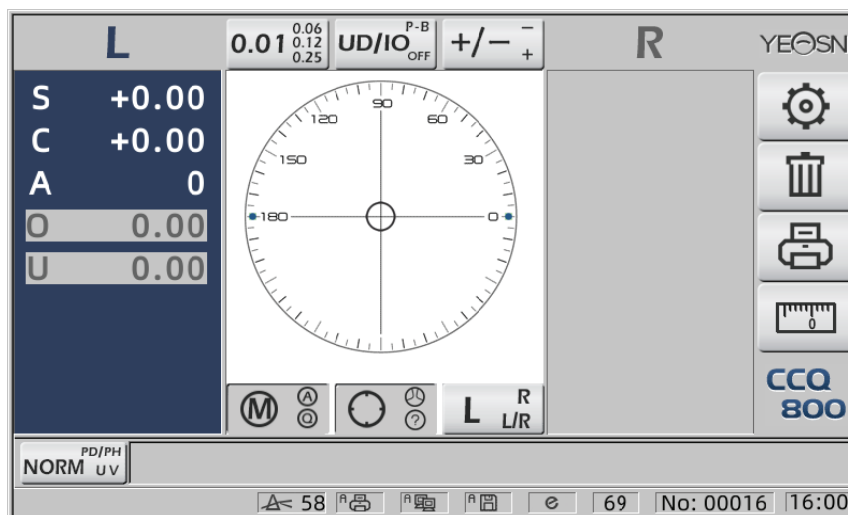 L
0.01 0.06
0.12
0.25
UD/IO P-B
OFF
+/− −
+
R
YEOSN
S +0.00
C +0.00
A 0
O 0.00
U 0.00
90
120
60
150
30
180
0
0
M A
Q
?
L R
L/R
CCQ
800
NORM PD/PH
UV
58
A
A
A
e
69
No: 00016
16:00